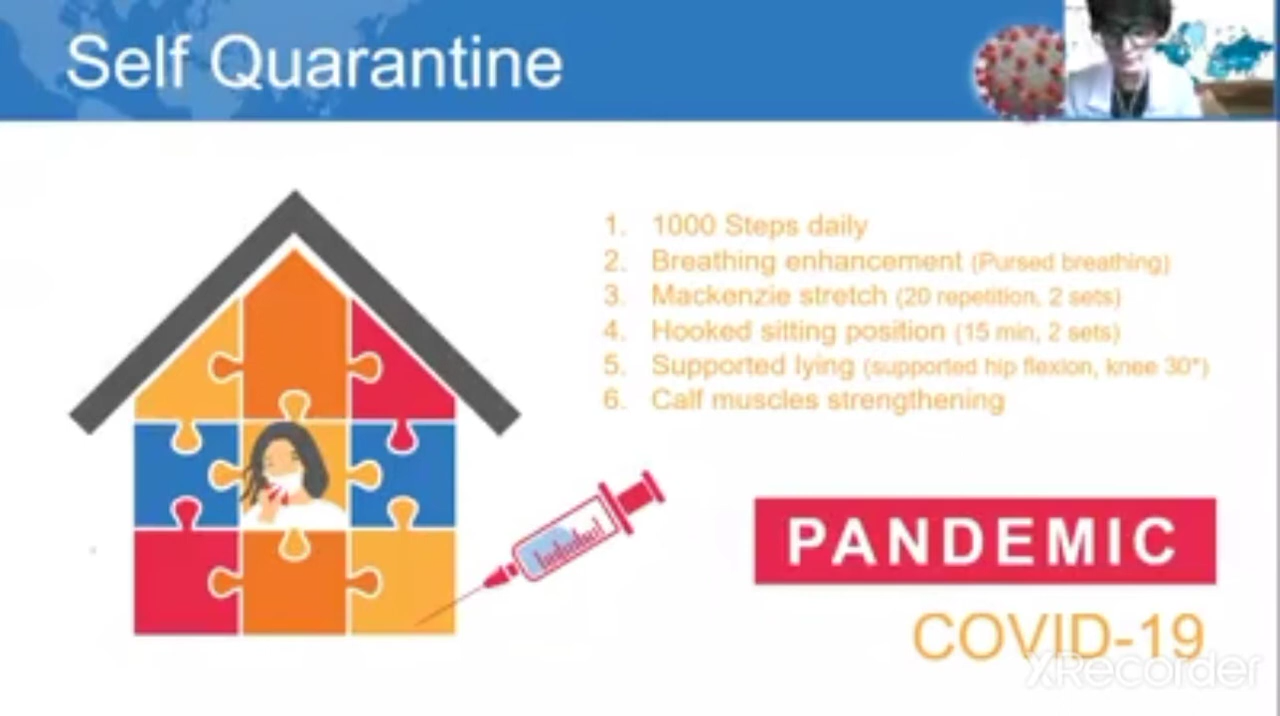 Self Quarantine
1. 1000 Steps daily
2. Breathing enhancement (Pursed breathing)
3. Mackenzie stretch (20 repetition, 2 sets)
4. Hooked sitting position (15 min, 2 sets)
5. Supported lying (supported hip flexion, knee 30°)
6. Calf muscles strengthening
PANDEMIC
COVID-19
XRecorder